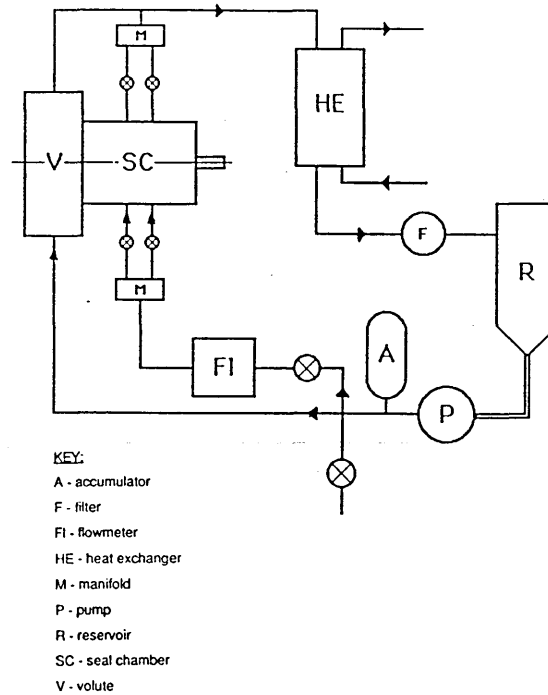 M
HE
V
SC
F
R
M
FI
A
P
KEY:
A - accumulator
F - filter
FI - flowmeter
HE - heat exchanger
M - manifold
P - pump
R - reservoir
SC - seal chamber
V - volute